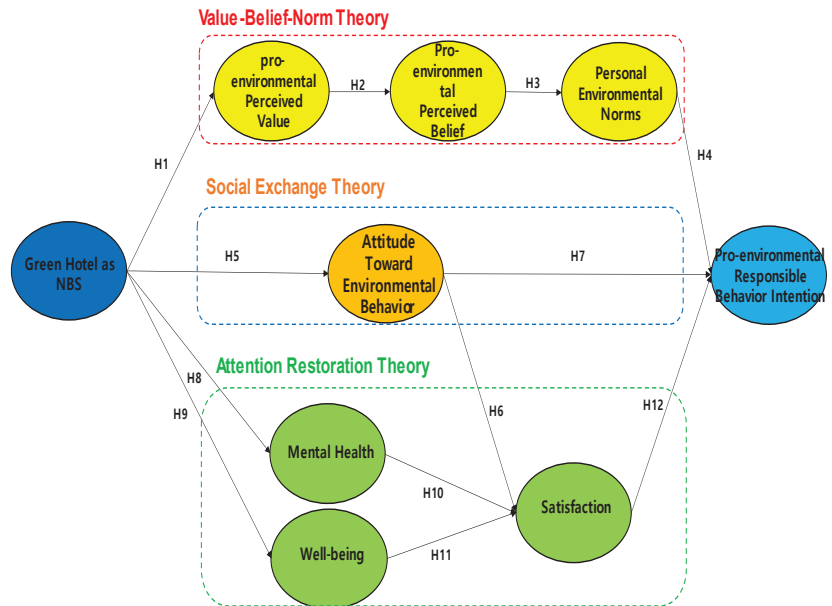 Value-Belief-Norm Theory
pro-
environmental
Perceived
Value
H2
Pro-
environmen
tal
Perceived
Belief
H3
Personal
Environmental
Norms
H1
H4
Social Exchange Theory
Green Hotel as
NBS
H5
Attitude
Toward
Environmental
Behavior
H7
Pro-environmental
Responsible
Behavior Intention
Attention Restoration Theory
H8
H9
H6
H12
Mental Health
H10
Satisfaction
Well-being
H11